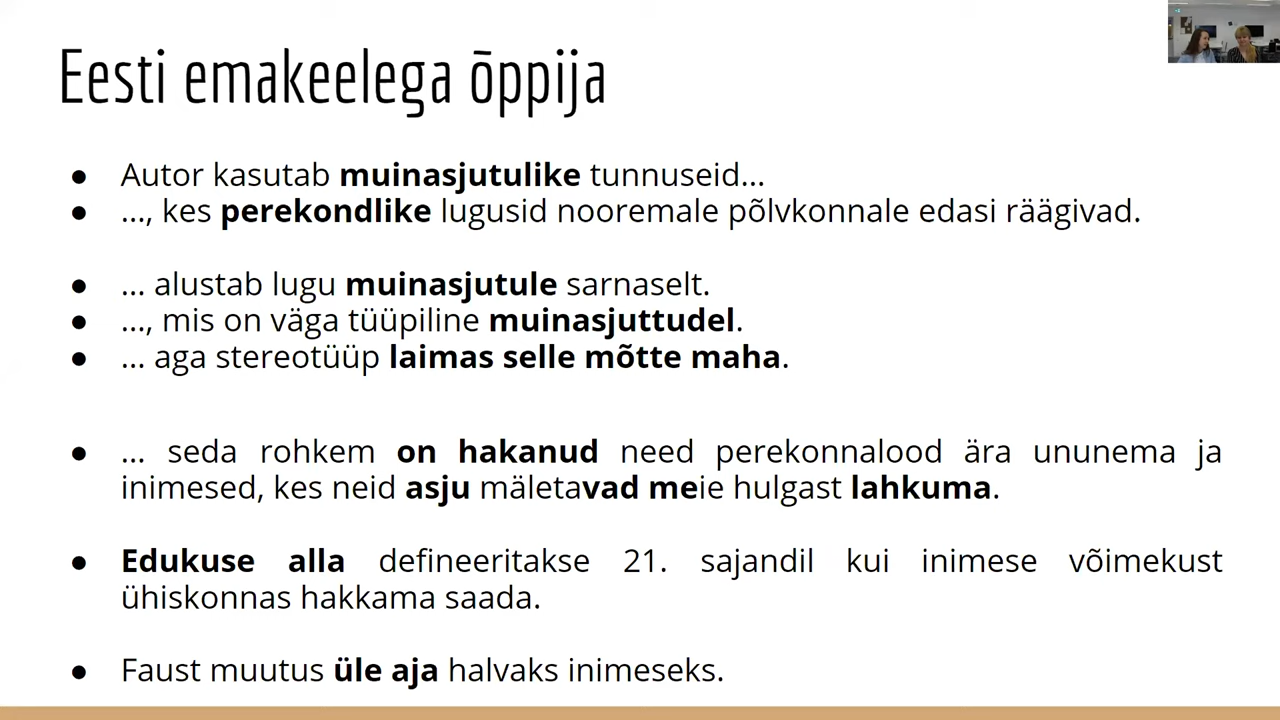 Eesti emakeelega õppija
● Autor kasutab muinasjutulike tunnuseid...
● ..., kes perekondlike lugusid nooremale põlvkonnale edasi räägivad.
● ... alustab lugu muinasjutule sarnaselt.
● ..., mis on väga tüüpiline muinasjuttudel.
● ... aga stereotüüp laimas selle mõtte maha.
● ... seda rohkem on hakanud need perekonnalood ära ununema ja
inimesed, kes neid asju mäletavad meie hulgast lahkuma.
● Edukuse alla defineeritakse 21. sajandil kui inimese võimekust
ühiskonnas hakkama saada.
● Faust muutus üle aja halvaks inimeseks.